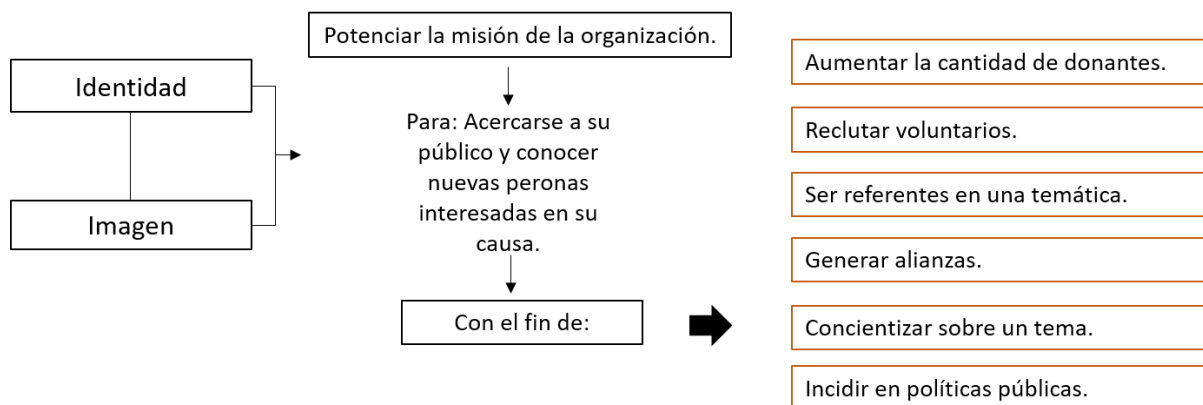 Identidad
Imagen
Potenciar la misión de la organización.
Para: Acercarse a su
público y conocer
nuevas peronas
interesadas en su
causa.
Con el fin de:
Aumentar la cantidad de donantes.
Reclutar voluntarios.
Ser referentes en una temática.
Generar alianzas.
Concientizar sobre un tema.
Incidir en políticas públicas.